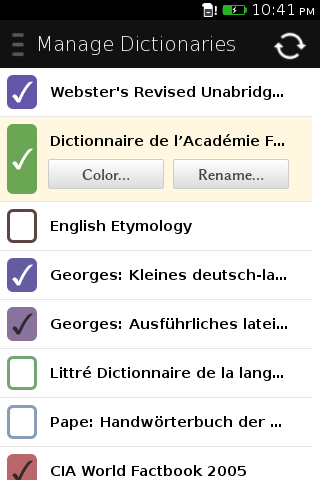 10:41 PM
Manage Dictionaries
Webster's Revised Unabridg...
Dictionnaire de l’Académie F...
Color... Rename...
English Etymology
Georges: Kleines deutsch-la...
Georges: Ausführliches latei...
Littré Dictionnaire de la lang...
Pape: Handwörterbuch der ...
CIA World Factbook 2005